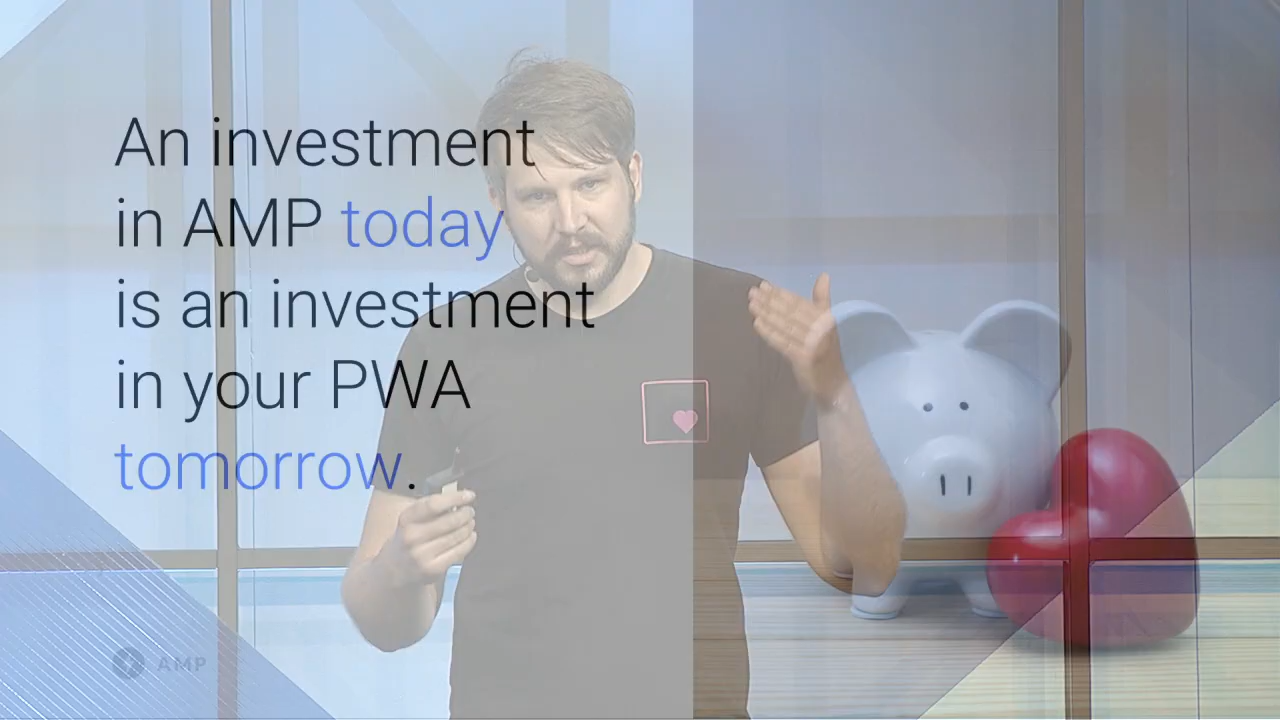 An investment
in AMP today
is an investment
in your PWA
tomorrow.
AMP